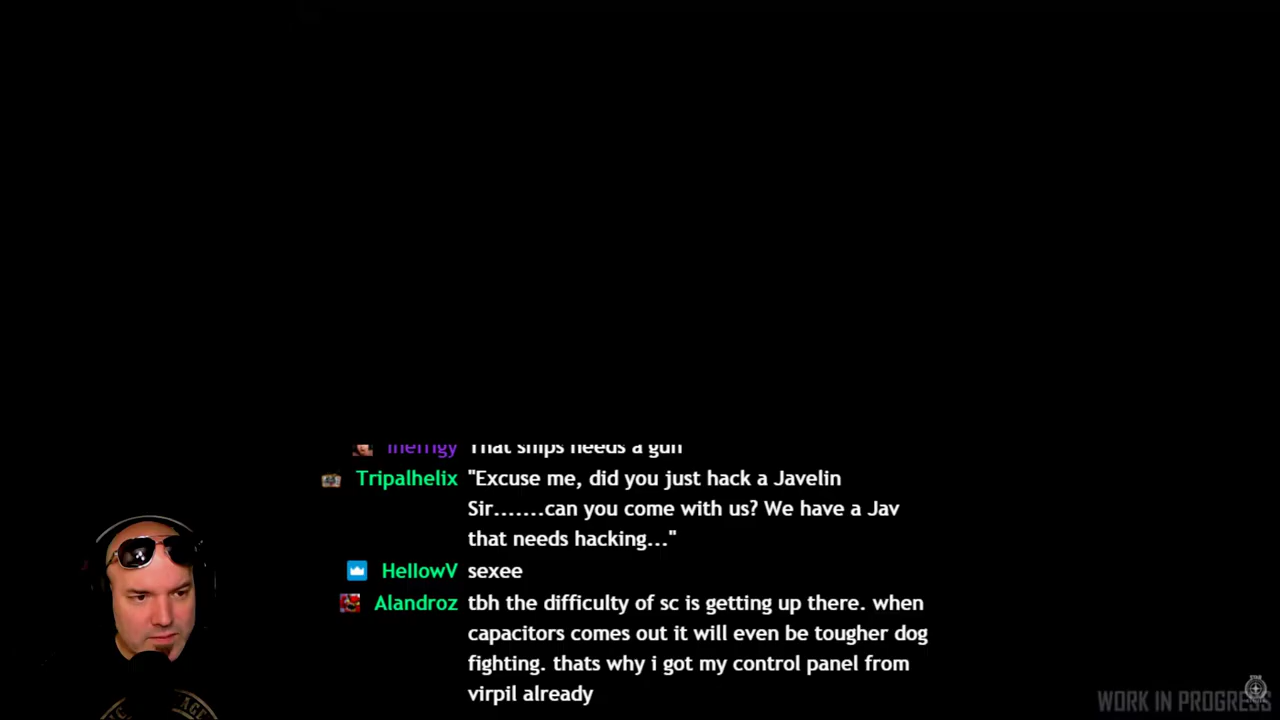 merrigy That ships needs a gun
Tripalhelix "Excuse me, did you just hack a Javelin
Sir.......can you come with us? We have a Jav
that needs hacking..."
HellowV sexee
Alandroz tbh the difficulty of sc is getting up there. when
capacitors comes out it will even be tougher dog
fighting. thats why i got my control panel from
virpil already
WORK IN PROGRESS